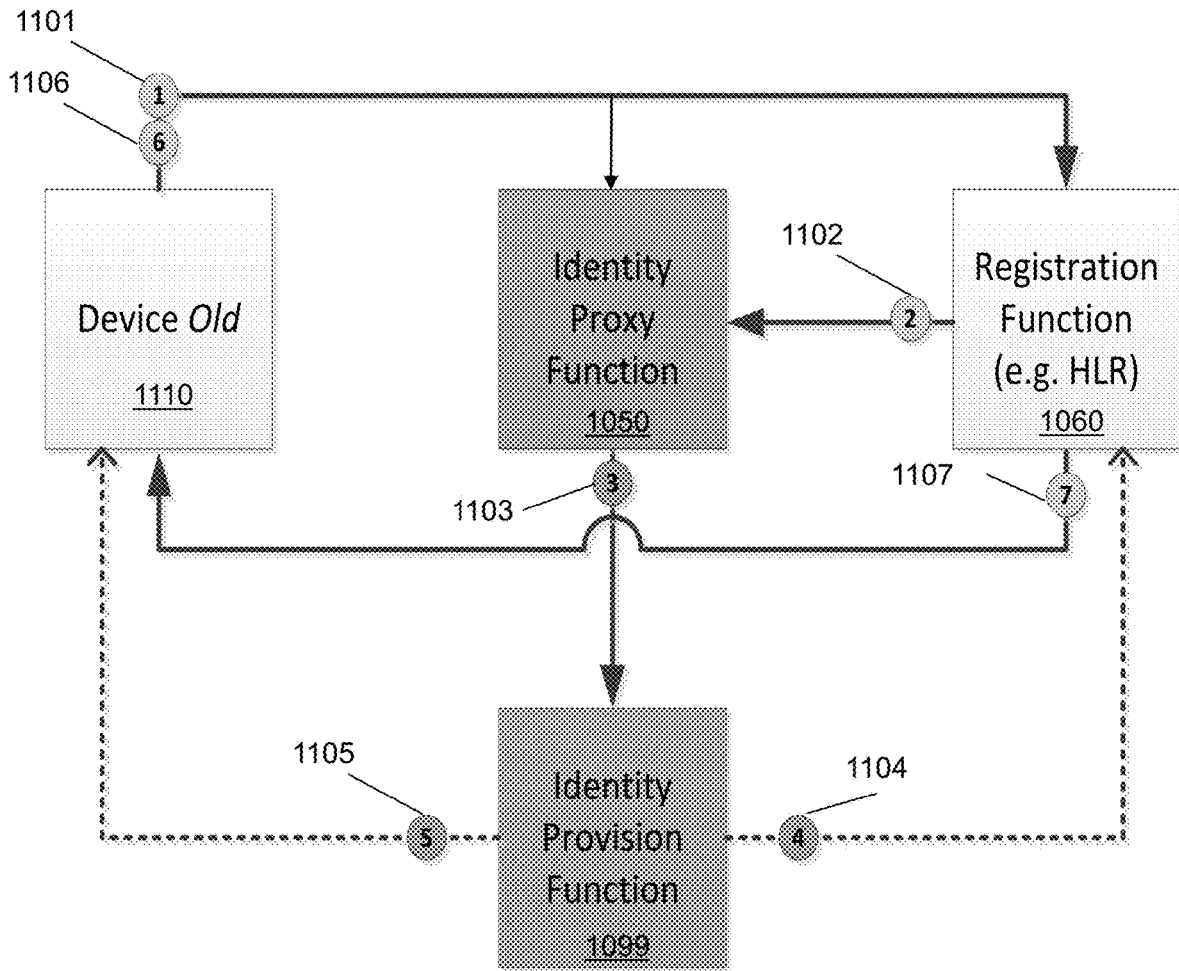 1101
1106
1
6
Device Old
1110
Identity
Proxy
Function
1050
1102
2
Registration
Function
(e.g. HLR)
1060
3
1103
1107
7
1105
5
Identity
Provision
Function
1099
1104
4